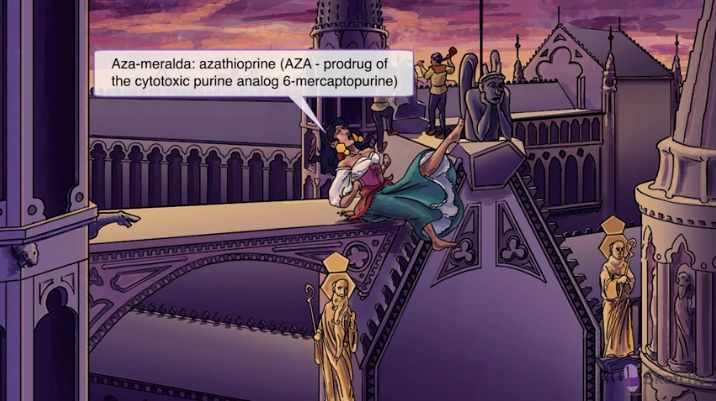 Aza-meralda: azathioprine (AZA - prodrug of
the cytotoxic purine analog 6-mercaptopurine)